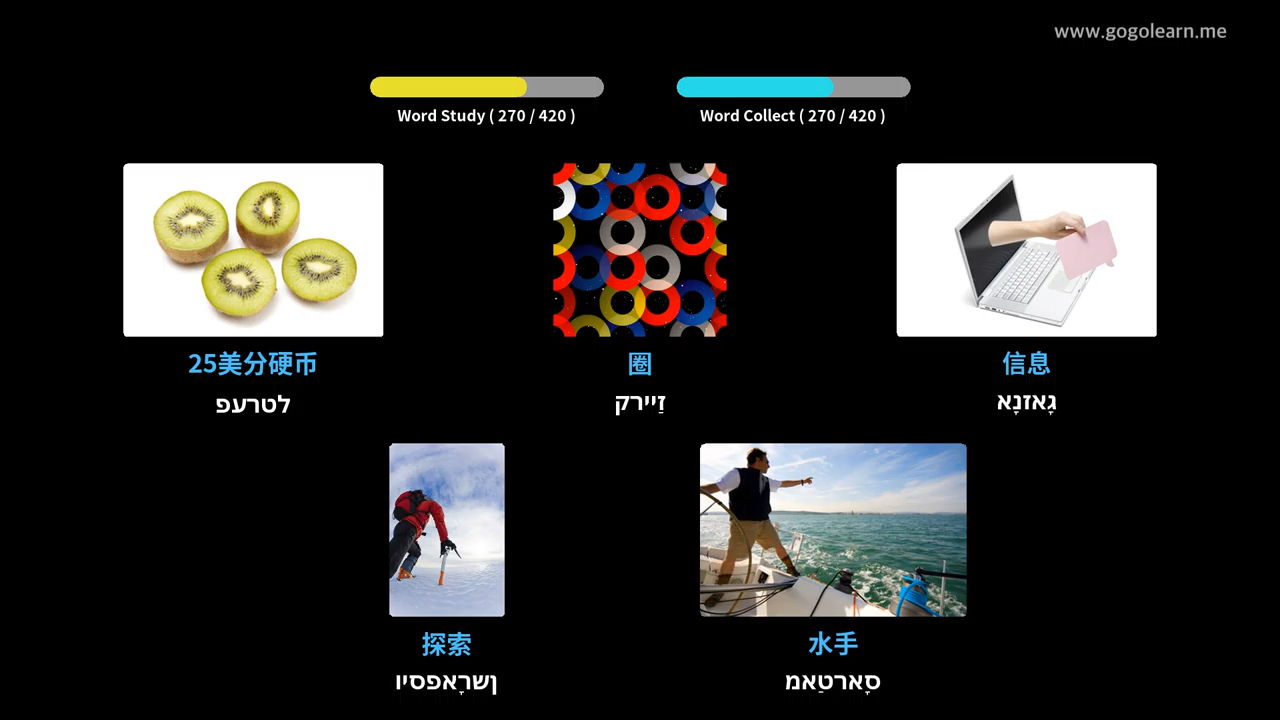 www.gogolearn.me
Word Study ( 270 / 420 )
Word Collect ( 270 / 420 )
25美分硬币
圈
信息
לטרעפ
זַיירק
גָאזנָא
探索
水手
ןשרָאפסיו
סָארטַאמ